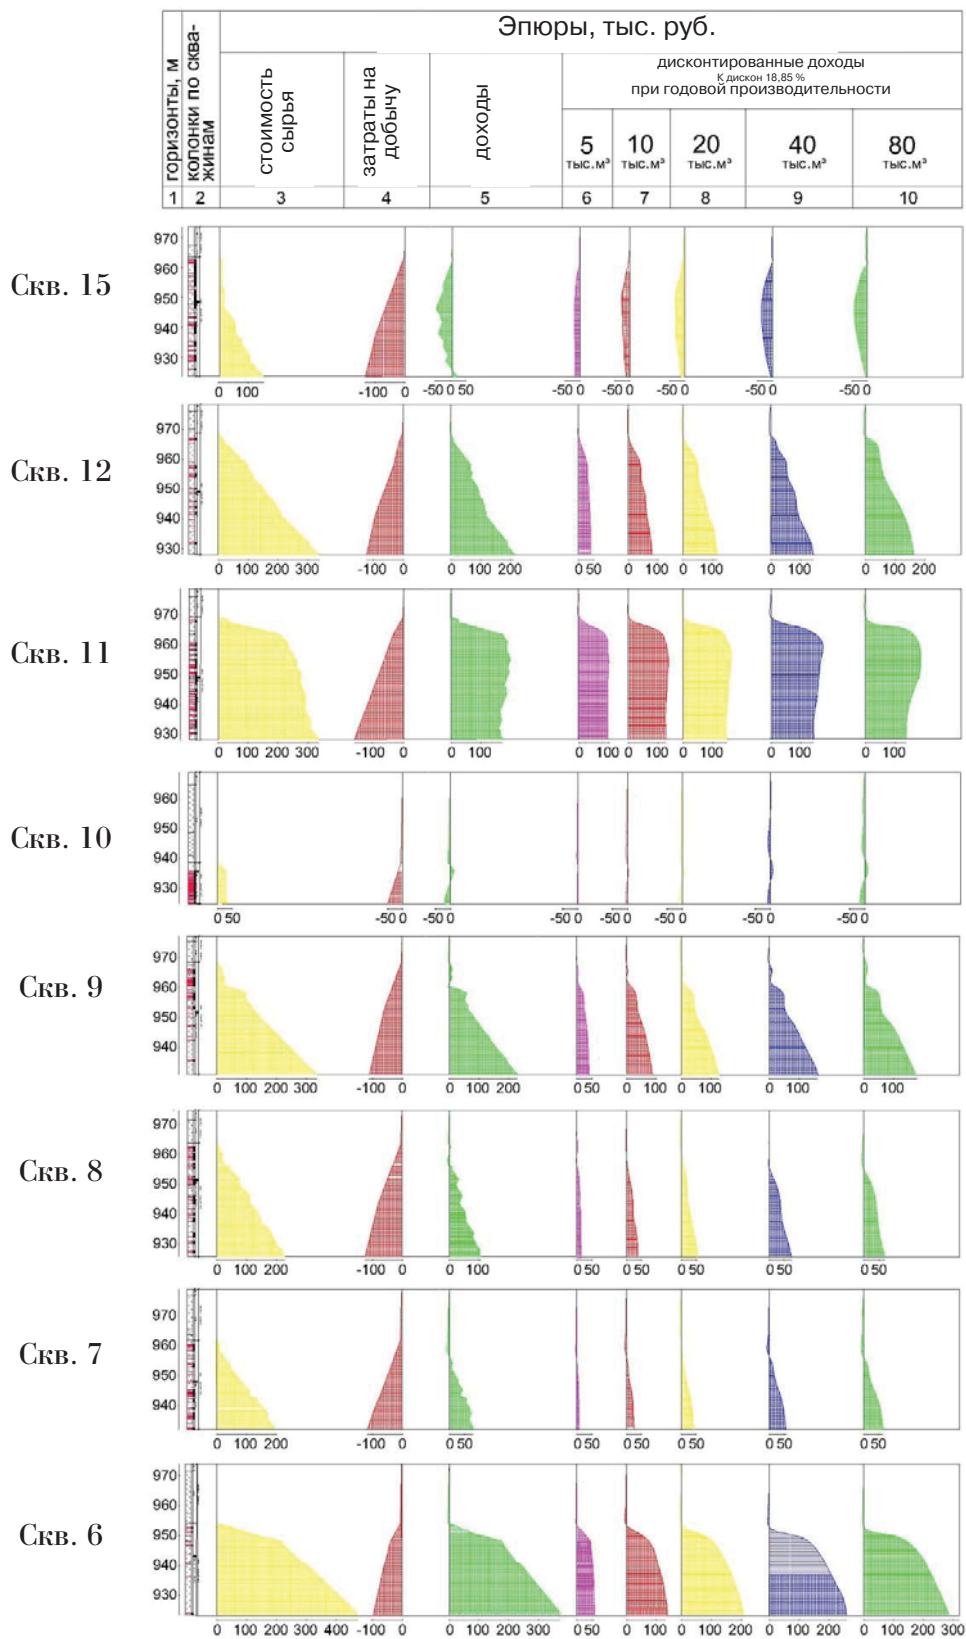 Эпюры, тыс. руб.
горизонты, м
колонки по сква-
жинам
стоимость
сырья
затраты на
добычу
доходы
дисконтированные доходы
К дискон 18,85 %
при годовой производительности
5 10 20 40 80
тыс.м³ тыс.м³ тыс.м³ тыс.м³ тыс.м³
1 2 3 4 5 6 7 8 9 10
970
960
Скв. 15
950
940
930
0 100 -100 0 -50 0 50 -50 0 -50 0 -50 0 -50 0 -50 0
970
960
Скв. 12
950
940
930
0 100 200 300 -100 0 0 100 200 0 50 0 100 0 100 0 100 0 100 200
970
960
Скв. 11
950
940
930
0 100 200 300 -100 0 0 100 0 100 0 100 0 100 0 100 0 100
960
950
Скв. 10
940
930
0 50 -50 0 -50 0 -50 0 -50 0 -50 0 -50 0 -50 0
970
960
Скв. 9
950
940
0 100 200 300 -100 0 0 100 200 0 50 0 100 0 100 0 100 0 100
970
960
Скв. 8
950
940
930
0 100 200 -100 0 0 100 0 50 0 50 0 50 0 50 0 50
970
960
Скв. 7
950
940
0 100 200 -100 0 0 50 0 50 0 50 0 50 0 50 0 50
970
960
Скв. 6
950
940
930
0 100 200 300 400 -100 0 0 100 200 300 0 50 0 100 0 100 200 0 100 200 0 100 200 300